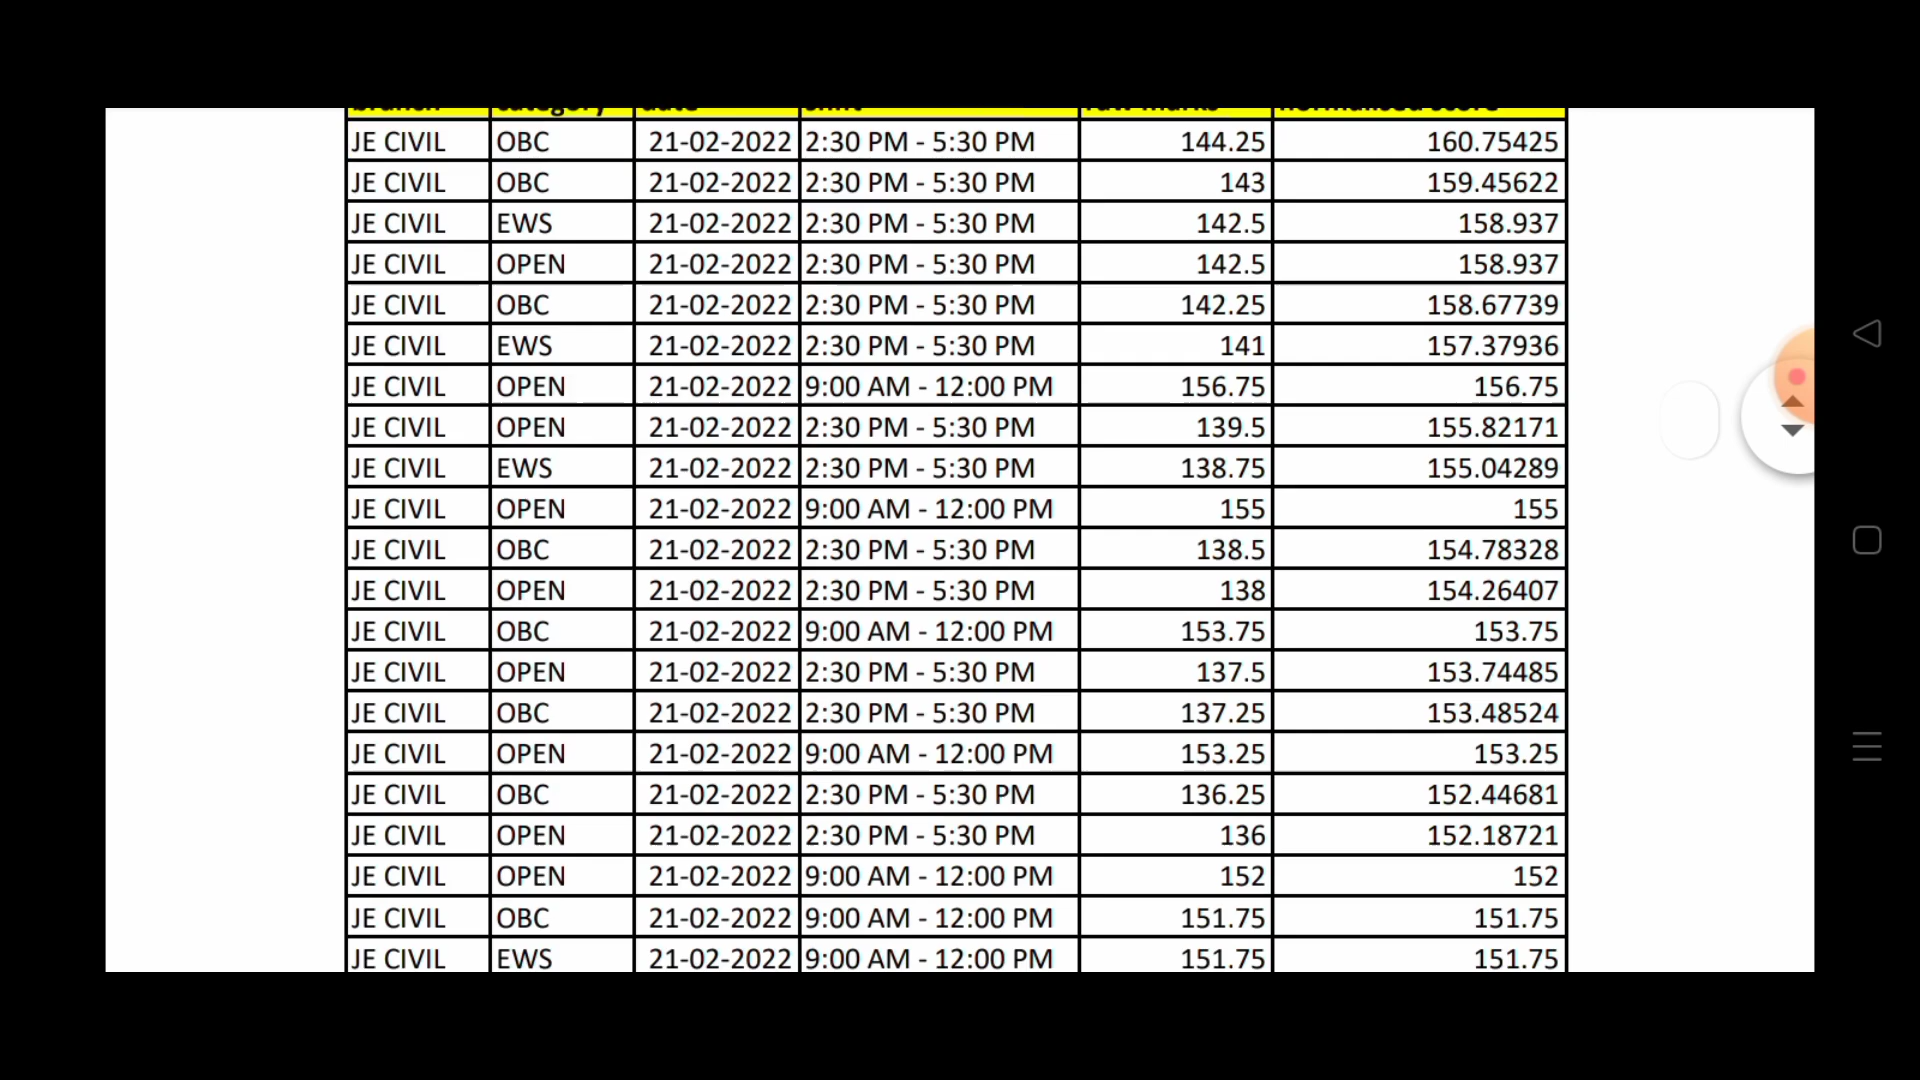 branch category date shift raw marks normalised score
JE CIVIL OBC 21-02-2022 2:30 PM - 5:30 PM 144.25 160.75425
JE CIVIL OBC 21-02-2022 2:30 PM - 5:30 PM 143 159.45622
JE CIVIL EWS 21-02-2022 2:30 PM - 5:30 PM 142.5 158.937
JE CIVIL OPEN 21-02-2022 2:30 PM - 5:30 PM 142.5 158.937
JE CIVIL OBC 21-02-2022 2:30 PM - 5:30 PM 142.25 158.67739
JE CIVIL EWS 21-02-2022 2:30 PM - 5:30 PM 141 157.37936
JE CIVIL OPEN 21-02-2022 9:00 AM - 12:00 PM 156.75 156.75
JE CIVIL OPEN 21-02-2022 2:30 PM - 5:30 PM 139.5 155.82171
JE CIVIL EWS 21-02-2022 2:30 PM - 5:30 PM 138.75 155.04289
JE CIVIL OPEN 21-02-2022 9:00 AM - 12:00 PM 155 155
JE CIVIL OBC 21-02-2022 2:30 PM - 5:30 PM 138.5 154.78328
JE CIVIL OPEN 21-02-2022 2:30 PM - 5:30 PM 138 154.26407
JE CIVIL OBC 21-02-2022 9:00 AM - 12:00 PM 153.75 153.75
JE CIVIL OPEN 21-02-2022 2:30 PM - 5:30 PM 137.5 153.74485
JE CIVIL OBC 21-02-2022 2:30 PM - 5:30 PM 137.25 153.48524
JE CIVIL OPEN 21-02-2022 9:00 AM - 12:00 PM 153.25 153.25
JE CIVIL OBC 21-02-2022 2:30 PM - 5:30 PM 136.25 152.44681
JE CIVIL OPEN 21-02-2022 2:30 PM - 5:30 PM 136 152.18721
JE CIVIL OPEN 21-02-2022 9:00 AM - 12:00 PM 152 152
JE CIVIL OBC 21-02-2022 9:00 AM - 12:00 PM 151.75 151.75
JE CIVIL EWS 21-02-2022 9:00 AM - 12:00 PM 151.75 151.75